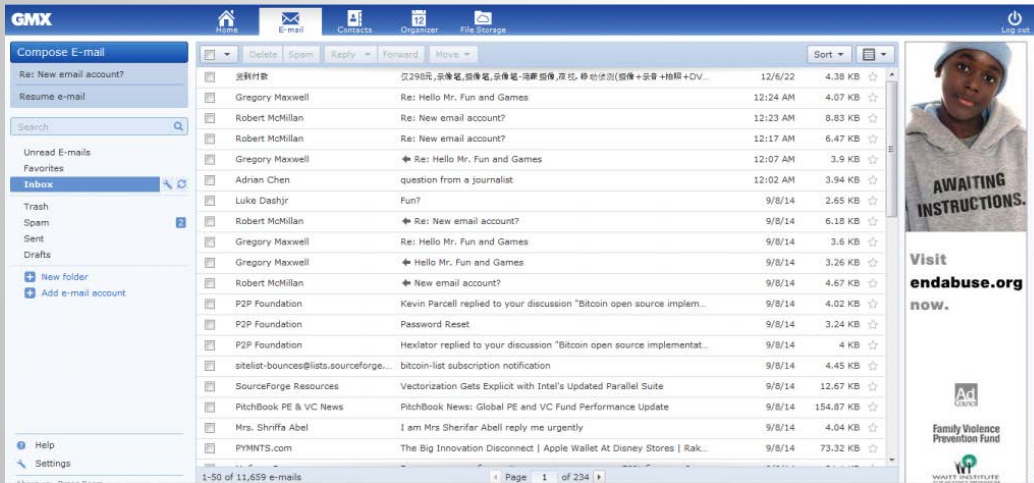 GMX
Home
E-mail
Contacts
12
Organizer
File Storage
Log out
Compose E-mail
Re: New email account?
Resume e-mail
Search
Unread E-mails
Favorites
Inbox
Trash
Spam 2
Sent
Drafts
New folder
Add e-mail account
Help
Settings
Delete Spam Reply Forward Move Sort
货到付款 12/6/22 4.38 KB
Gregory Maxwell Re: Hello Mr. Fun and Games 12:24 AM 4.07 KB
Robert McMillan Re: New email account? 12:23 AM 8.83 KB
Robert McMillan Re: New email account? 12:17 AM 6.47 KB
Gregory Maxwell Re: Hello Mr. Fun and Games 12:07 AM 3.9 KB
Adrian Chen question from a journalist 12:02 AM 3.94 KB
Luke Dashjr Fun? 9/8/14 2.65 KB
Robert McMillan Re: New email account? 9/8/14 6.18 KB
Gregory Maxwell Re: Hello Mr. Fun and Games 9/8/14 3.6 KB
Gregory Maxwell Hello Mr. Fun and Games 9/8/14 3.26 KB
Robert McMillan New email account? 9/8/14 4.67 KB
P2P Foundation Kevin Parcell replied to your discussion "Bitcoin open source implem... 9/8/14 4.02 KB
P2P Foundation Password Reset 9/8/14 3.24 KB
P2P Foundation Hexlator replied to your discussion "Bitcoin open source implementat... 9/8/14 4 KB
sitelist-bounces@lists.sourceforge.... bitcoin-list subscription notification 9/8/14 4.45 KB
SourceForge Resources Vectorization Gets Explicit with Intel's Updated Parallel Suite 9/8/14 12.67 KB
PitchBook PE & VC News PitchBook News: Global PE and VC Fund Performance Update 9/8/14 154.87 KB
Mrs. Shriffa Abel I am Mrs Sherifar Abell reply me urgently 9/8/14 4.04 KB
PYMNTS.com The Big Innovation Disconnect | Apple Wallet At Disney Stores | Rak... 9/8/14 73.32 KB
1-50 of 11,659 e-mails Page 1 of 234
AWAITING
INSTRUCTIONS.
Visit
endabuse.org
now.
Ad
COUNCIL
Family Violence
Prevention Fund
WAITT INSTITUTE